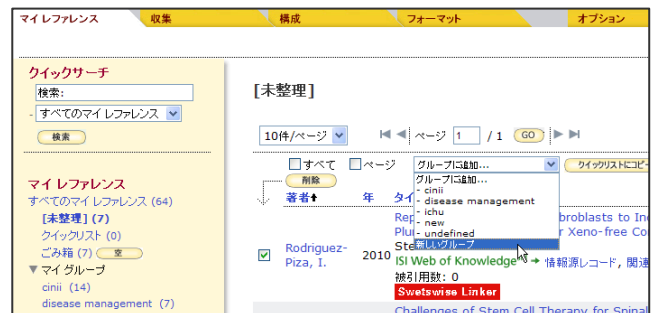 マイ レファレンス 収集 構成 フォーマット オプション
クイックサーチ
検索:
- すべてのマイ レファレンス
検索
マイ レファレンス
すべてのマイ レファレンス (64)
[未整理] (7)
クイックリスト (0)
ごみ箱 (7) 空
▼ マイ グループ
cinii (14)
disease management (7)
[未整理]
10件/ページ ページ 1 / 1 GO
すべて ページ グループに追加... クイックリストにコピー
削除
グループに追加...
- cinii
- disease management
- ichu
- new
- undefined
新しいグループ
著者 年 タイ
Rodriguez-Piza, I. 2010
Rep broblasts to In
Plu r Xeno-free Co
Ste
ISI Web of Knowledge → 情報源レコード, 関連
被引用数: 0
Swetswise Linker
Challenges of Stem Cell Therapy for Spinal